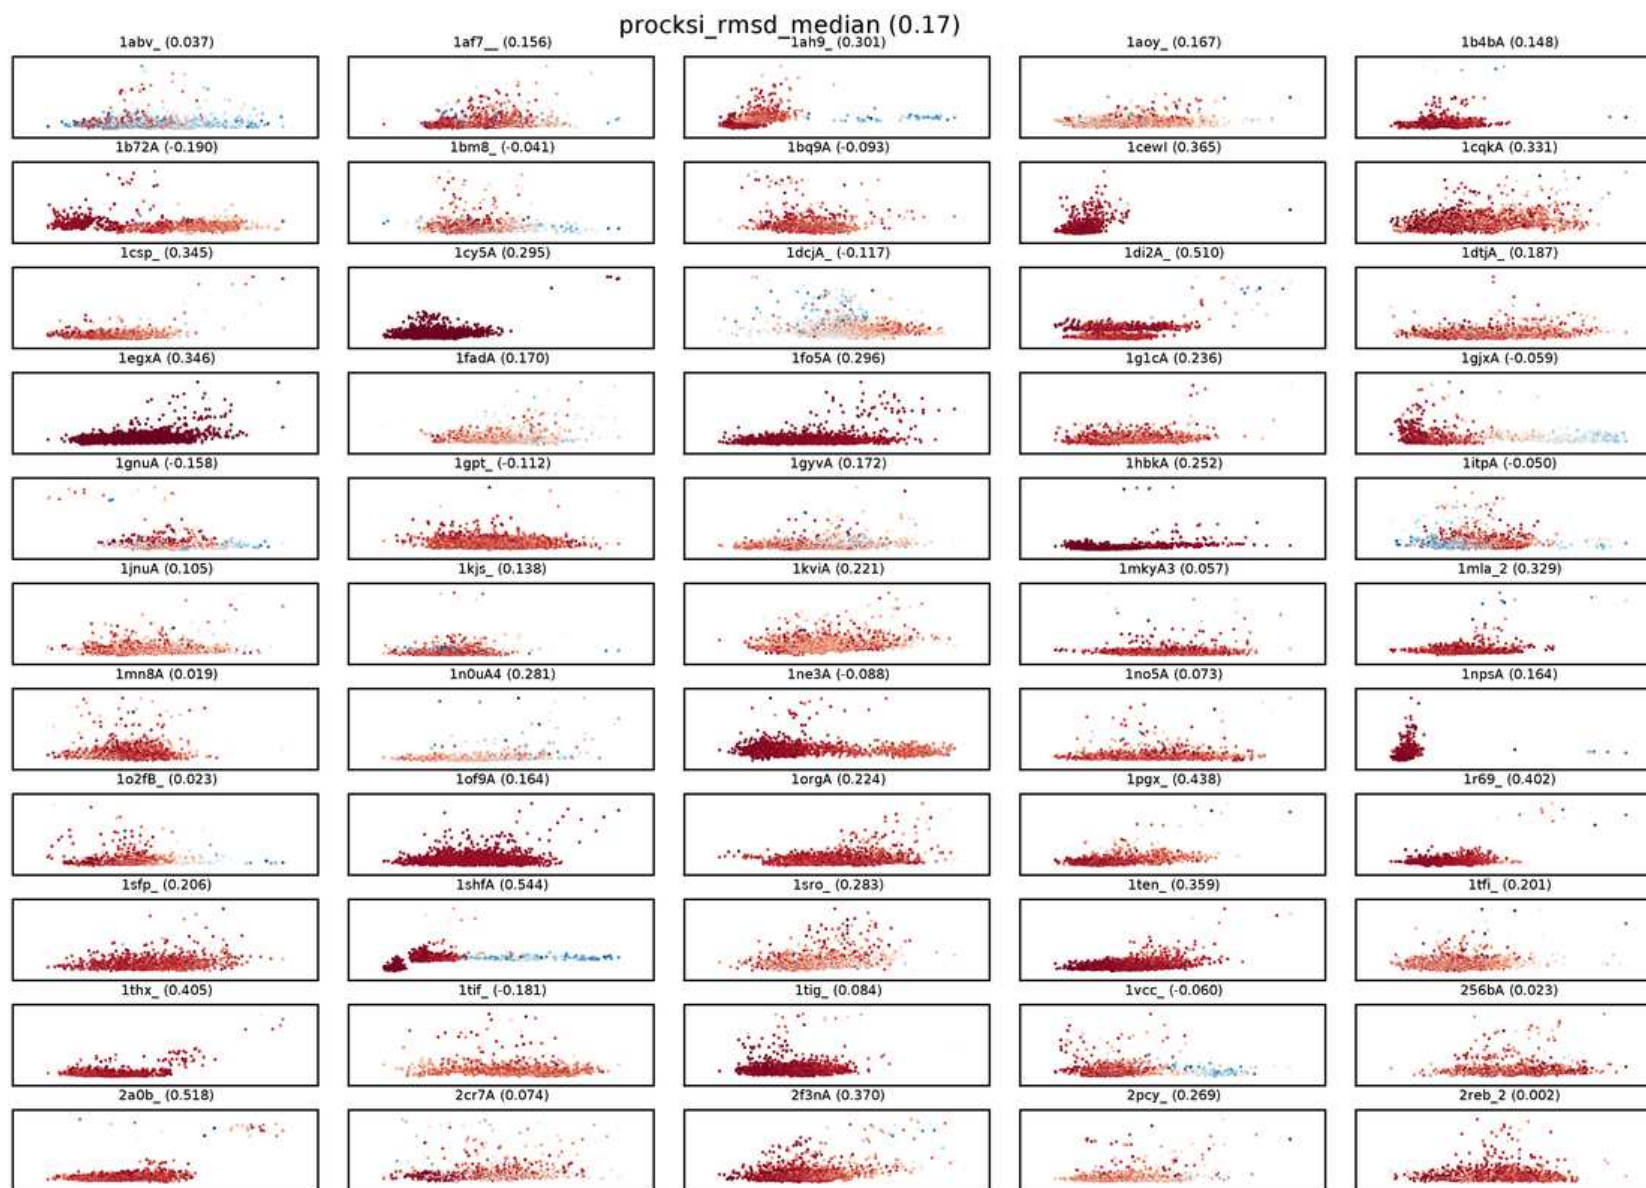 procksi_rmsd_median (0.17)
1abv_ (0.037) 1af7__ (0.156) 1ah9_ (0.301) 1aoy_ (0.167) 1b4bA (0.148)
1b72A (-0.190) 1bm8_ (-0.041) 1bq9A (-0.093) 1cewI (0.365) 1cqkA (0.331)
1csp_ (0.345) 1cy5A (0.295) 1dcjA_ (-0.117) 1di2A_ (0.510) 1dtjA_ (0.187)
1egxA (0.346) 1fadA (0.170) 1fo5A (0.296) 1g1cA (0.236) 1gjxA (-0.059)
1gnuA (-0.158) 1gpt_ (-0.112) 1gyvA (0.172) 1hbkA (0.252) 1itpA (-0.050)
1jnuA (0.105) 1kjs_ (0.138) 1kviA (0.221) 1mkyA3 (0.057) 1mla_2 (0.329)
1mn8A (0.019) 1n0uA4 (0.281) 1ne3A (-0.088) 1no5A (0.073) 1npsA (0.164)
1o2fB_ (0.023) 1of9A (0.164) 1orgA (0.224) 1pgx_ (0.438) 1r69_ (0.402)
1sfp_ (0.206) 1shfA (0.544) 1sro_ (0.283) 1ten_ (0.359) 1tfi_ (0.201)
1thx_ (0.405) 1tif_ (-0.181) 1tig_ (0.084) 1vcc_ (-0.060) 256bA (0.023)
2a0b_ (0.518) 2cr7A (0.074) 2f3nA (0.370) 2pcy_ (0.269) 2reb_2 (0.002)